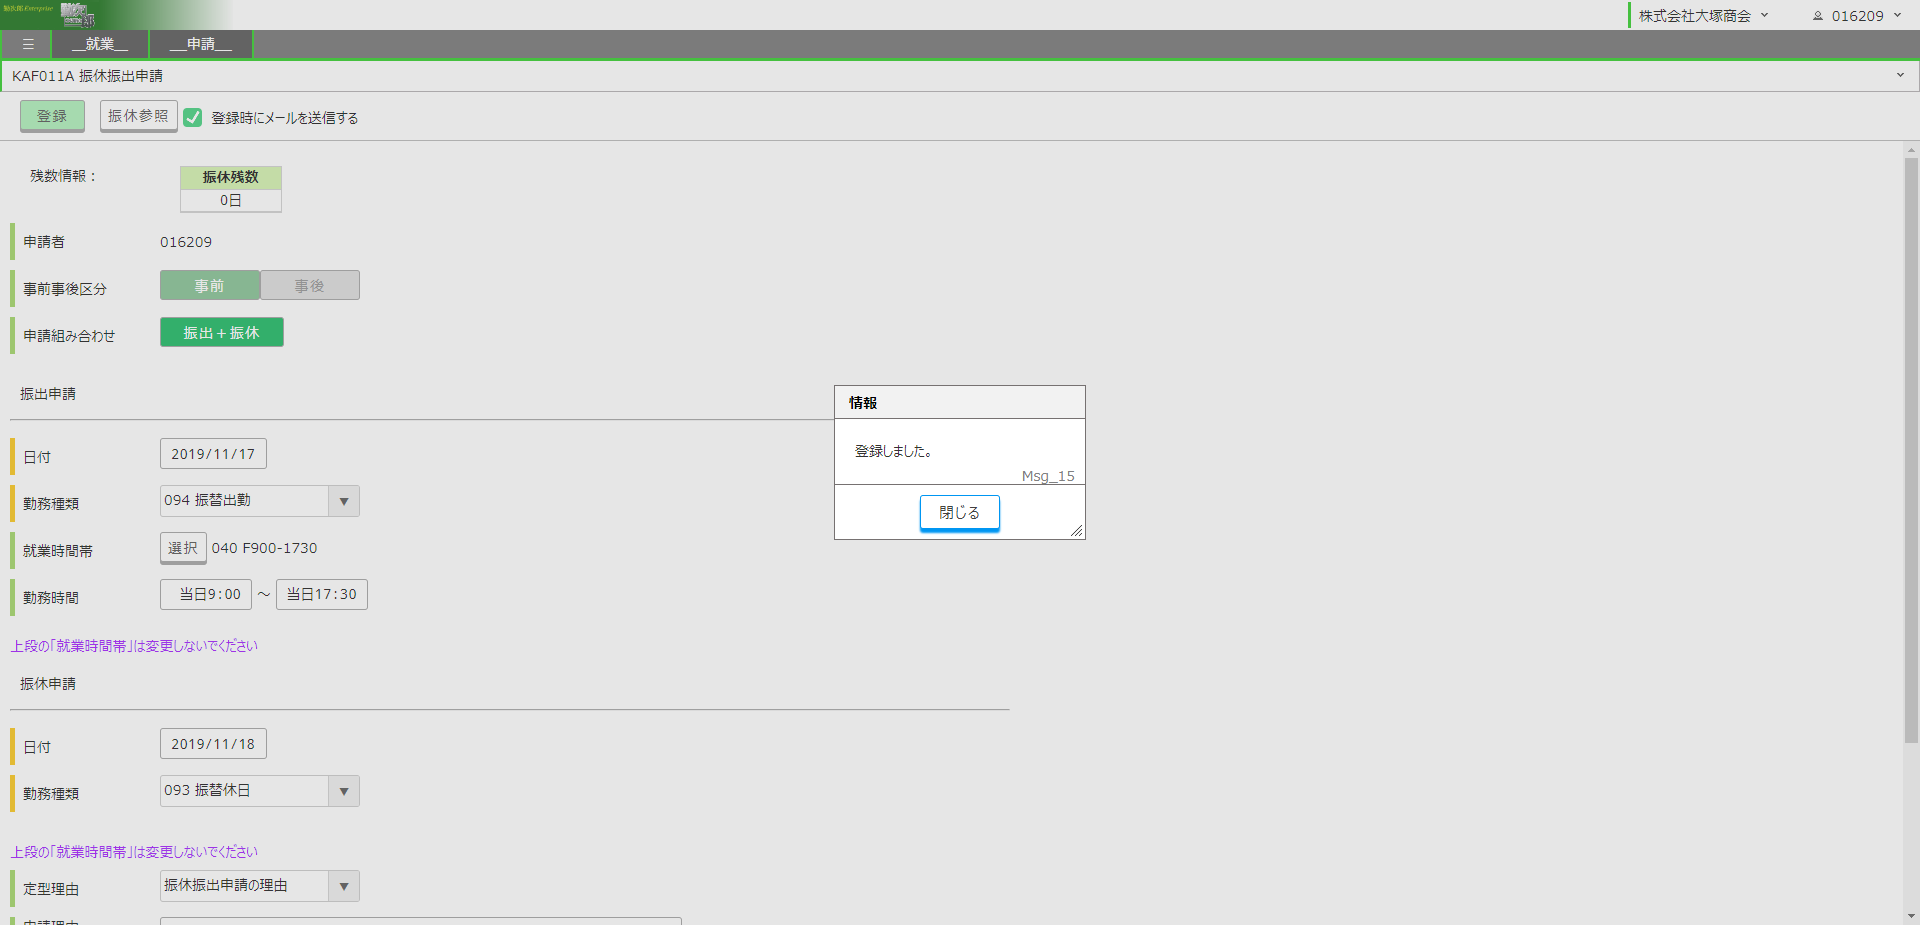 勤次郎 Enterprise
株式会社大塚商会
016209
__就業__
__申請__
KAF011A 振休振出申請
登録
振休参照
登録時にメールを送信する
残数情報：
振休残数
0日
申請者
016209
事前事後区分
事前
事後
申請組み合わせ
振出＋振休
振出申請
日付
2019/11/17
勤務種類
094 振替出勤
就業時間帯
選択
040 F900-1730
勤務時間
当日9:00 ～ 当日17:30
上段の「就業時間帯」は変更しないでください
振休申請
日付
2019/11/18
勤務種類
093 振替休日
上段の「就業時間帯」は変更しないでください
定型理由
振休振出申請の理由
申請理由
情報
登録しました。
Msg_15
閉じる